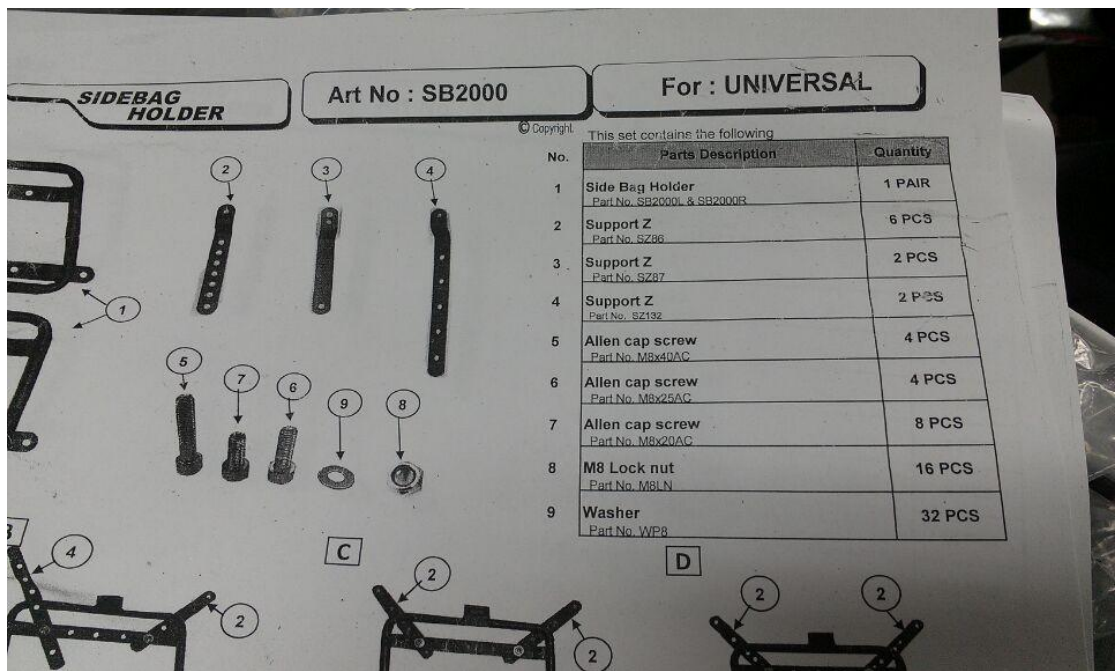 SIDEBAG
HOLDER
Art No : SB2000
For : UNIVERSAL
© Copyright.
This set contains the following
No. Parts Description Quantity
1 Side Bag Holder 1 PAIR
Part No. SB2000L & SB2000R
2 Support Z 6 PCS
Part No. SZ86
3 Support Z 2 PCS
Part No. SZ87
4 Support Z 2 PCS
Part No. SZ132
5 Allen cap screw 4 PCS
Part No. M8x40AC
6 Allen cap screw 4 PCS
Part No. M8x25AC
7 Allen cap screw 8 PCS
Part No. M8x20AC
8 M8 Lock nut 16 PCS
Part No. M8LN
9 Washer 32 PCS
Part No. WP8
2 3 4
1
5 7 6 9 8
B
4
2
C
2
2
D
2 2